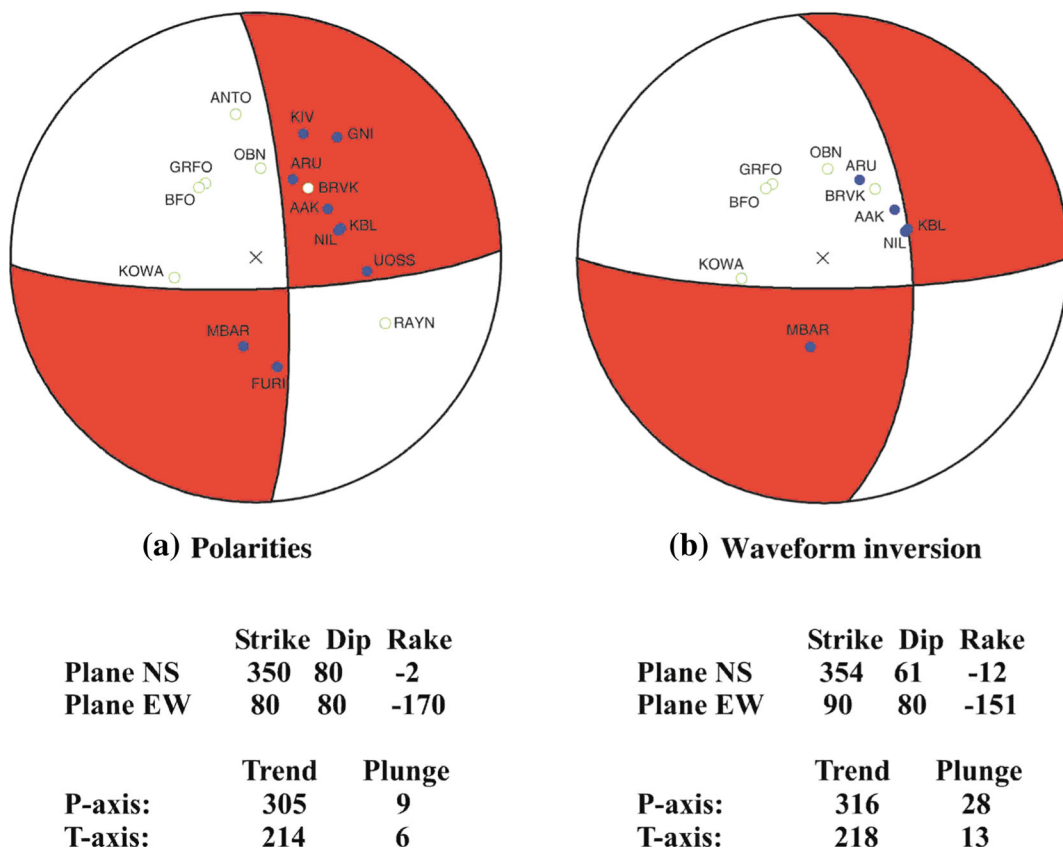 ANTO
KIV
GNI
OBN
GRFO
ARU
BFO
BRVK
AAK
KBL
NIL
UOSS
KOWA
RAYN
MBAR
FURI
OBN
ARU
GRFO
BRVK
BFO
AAK
KBL
NIL
KOWA
MBAR
(a) Polarities
(b) Waveform inversion
Strike Dip Rake
Plane NS 350 80 -2
Plane EW 80 80 -170
Trend Plunge
P-axis: 305 9
T-axis: 214 6
Strike Dip Rake
Plane NS 354 61 -12
Plane EW 90 80 -151
Trend Plunge
P-axis: 316 28
T-axis: 218 13